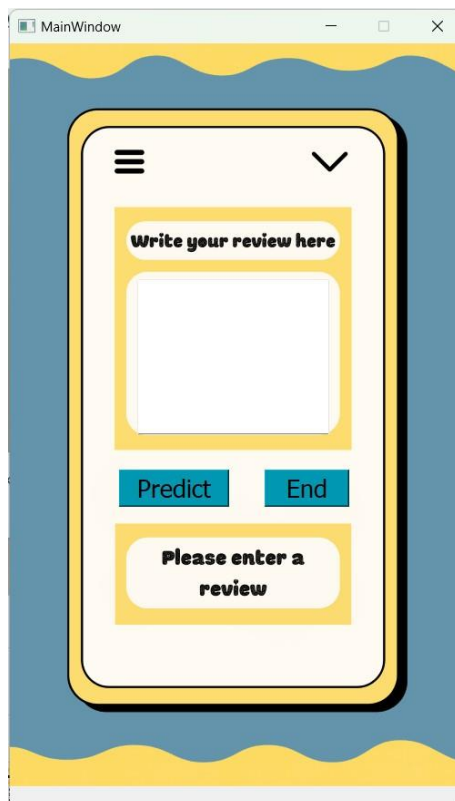 MainWindow
Write your review here
Predict
End
Please enter a
review